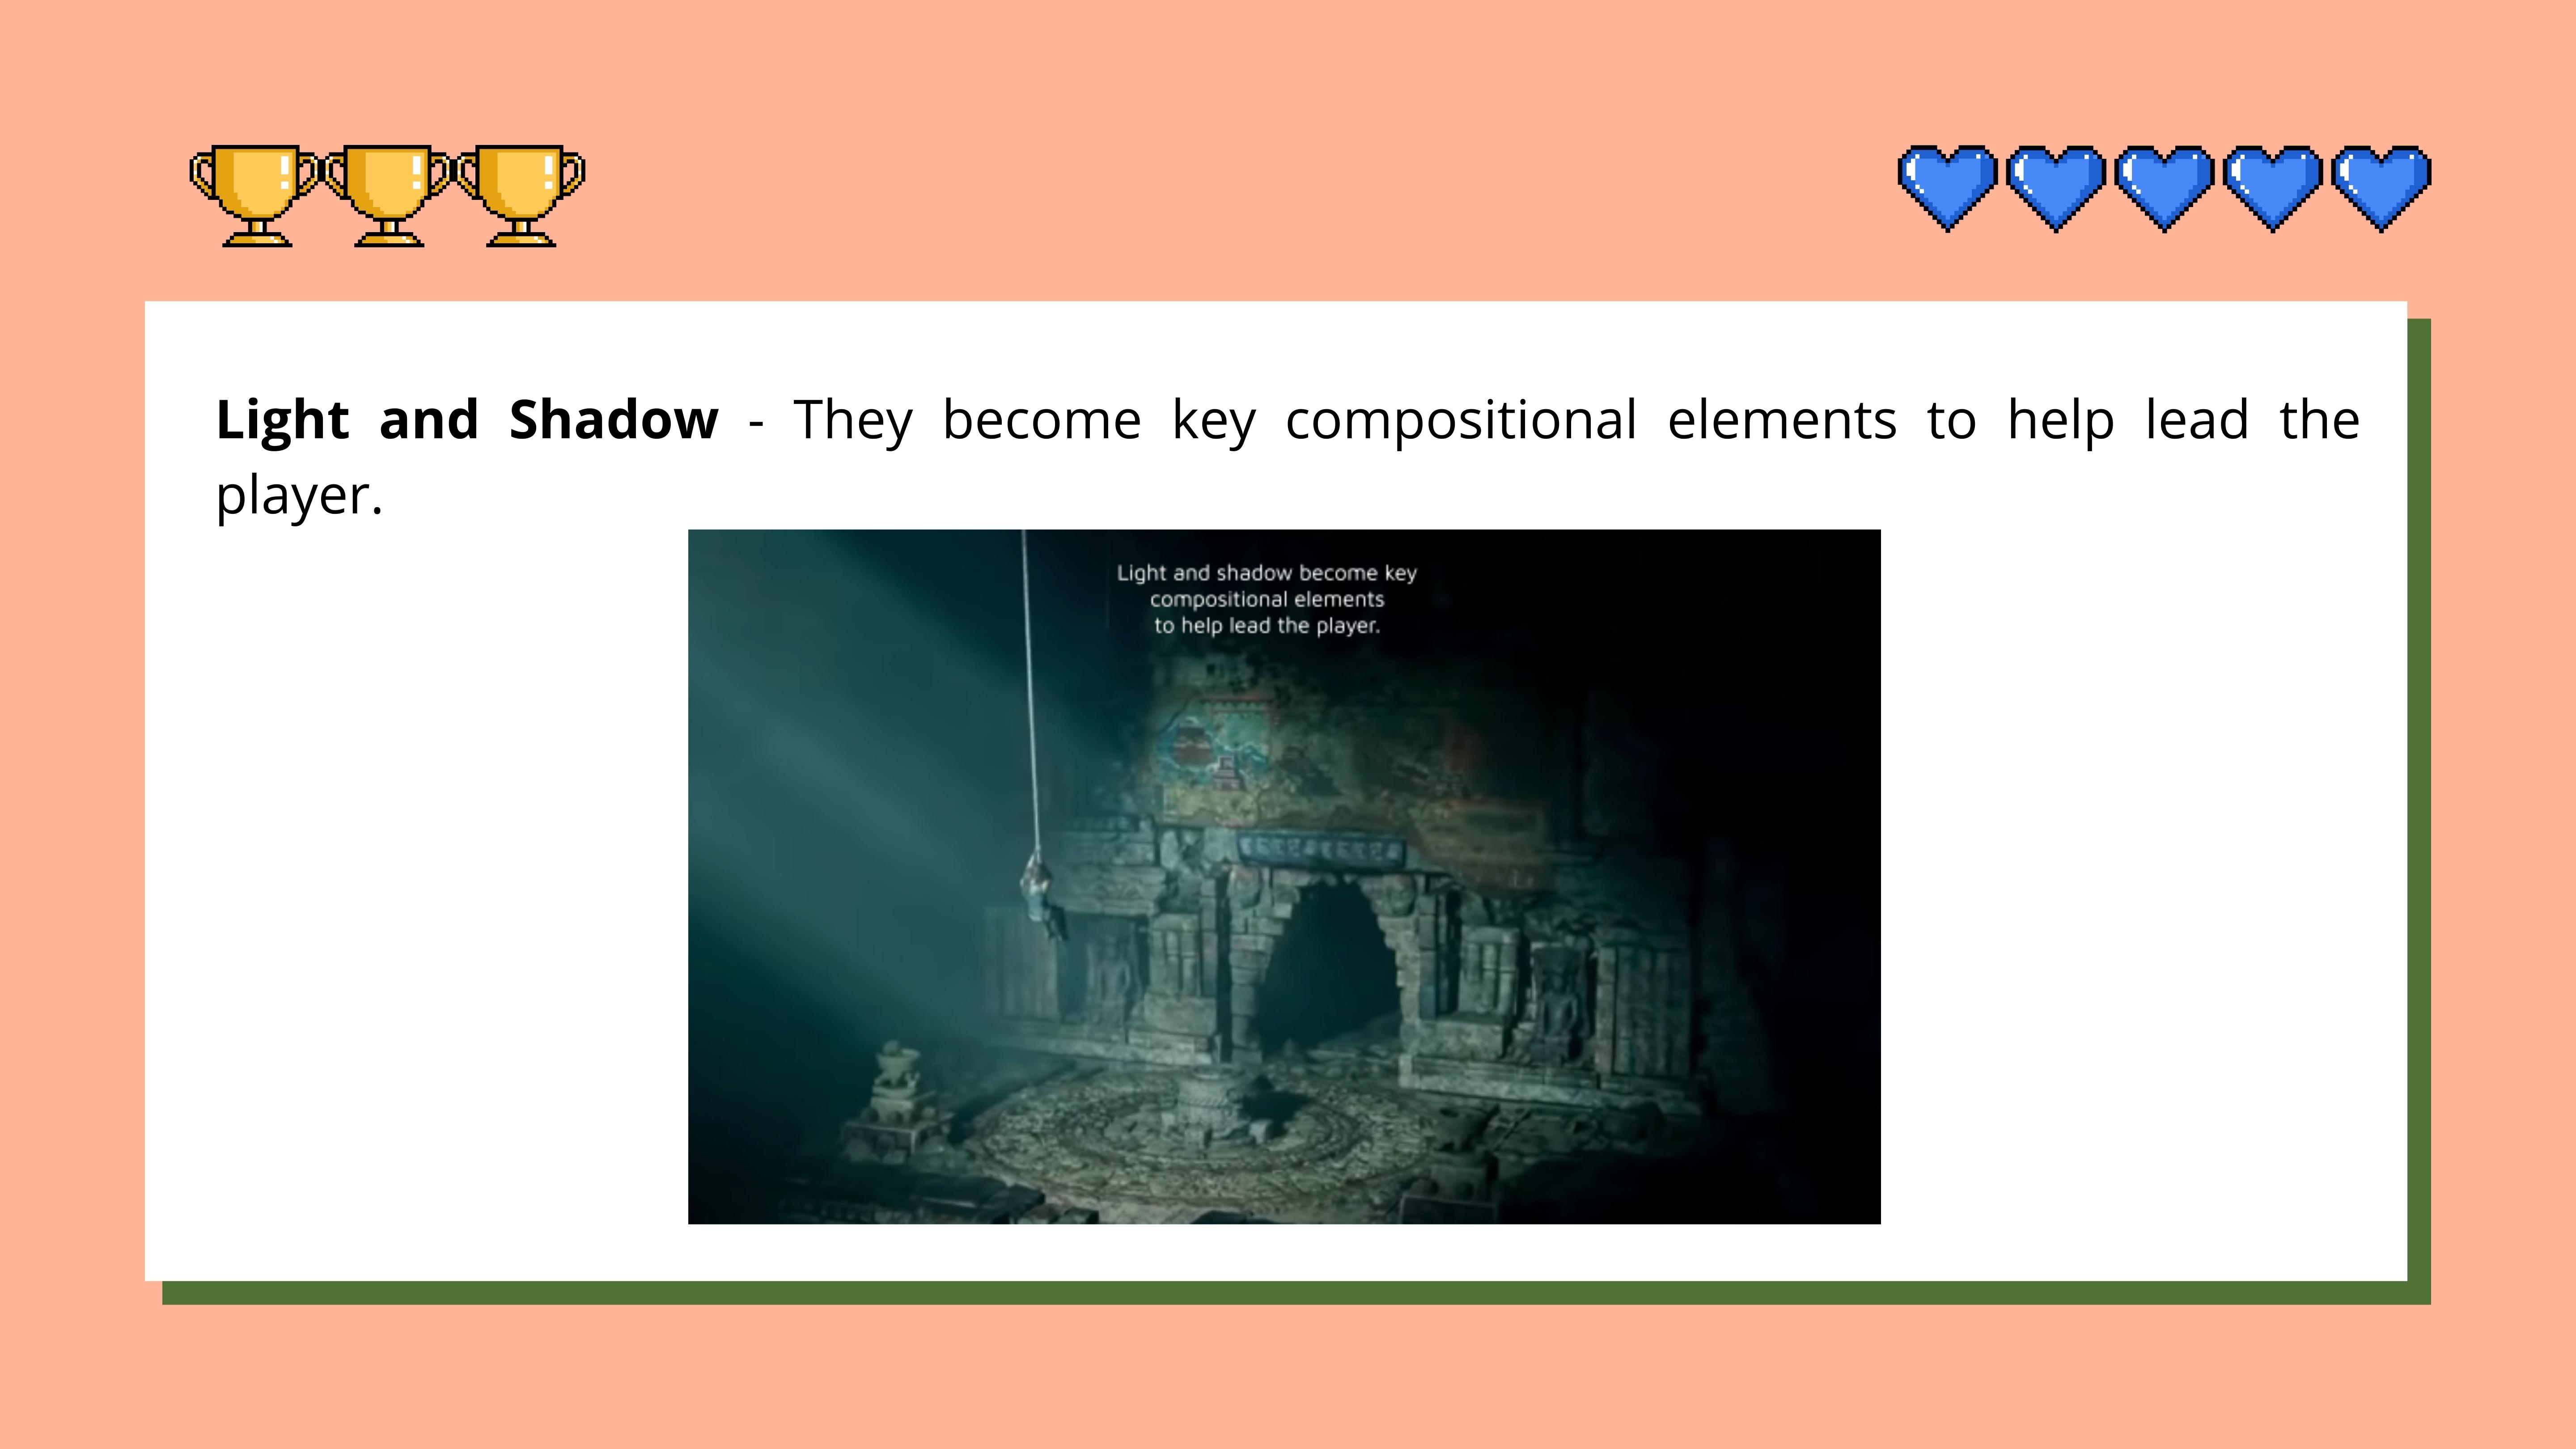 Light and Shadow - They become key compositional elements to help lead the
player.
Light and shadow become key
compositional elements
to help lead the player.